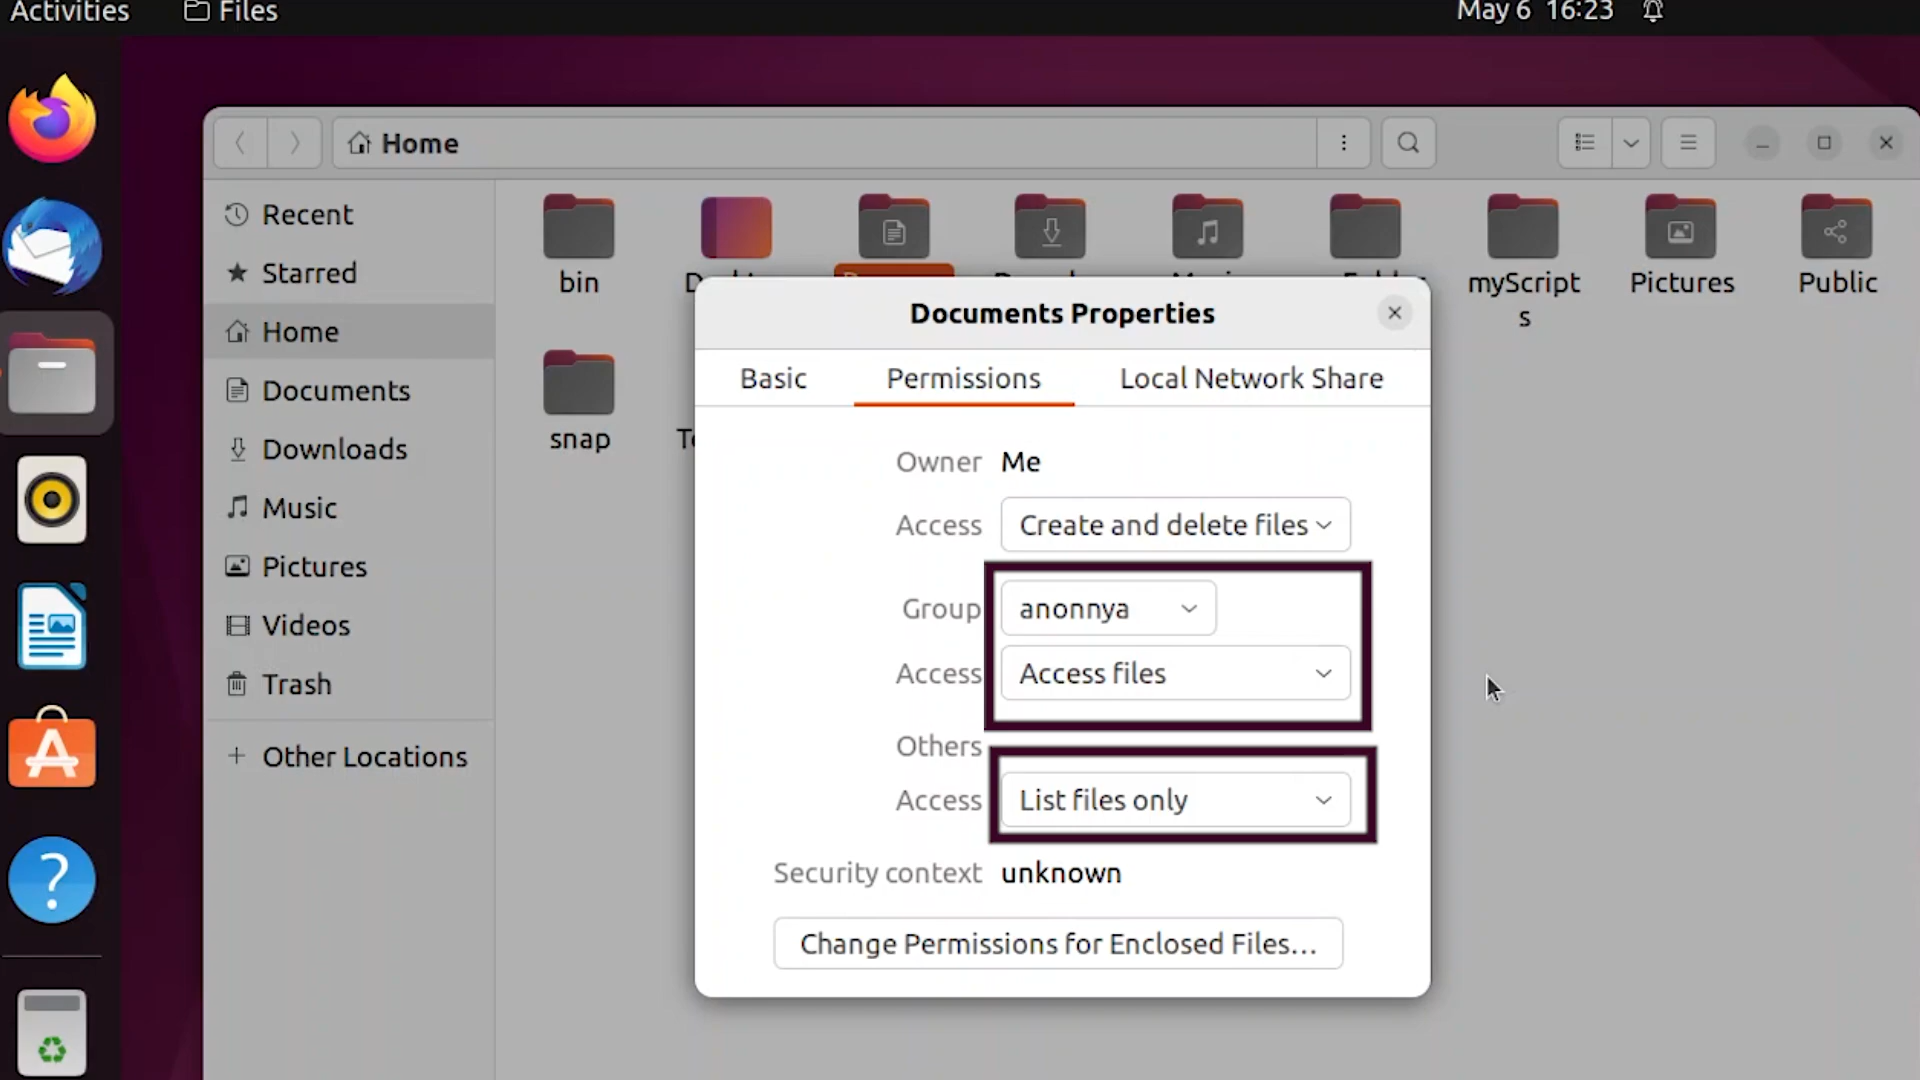 Activities Files May 6 16:23
Home
Recent
Starred
Home
Documents
Downloads
Music
Pictures
Videos
Trash
Other Locations
bin
myScript
s
Pictures
Public
snap
Documents Properties
Basic Permissions Local Network Share
Owner Me
Access Create and delete files
Group anonnya
Access Access files
Others
Access List files only
Security context unknown
Change Permissions for Enclosed Files...